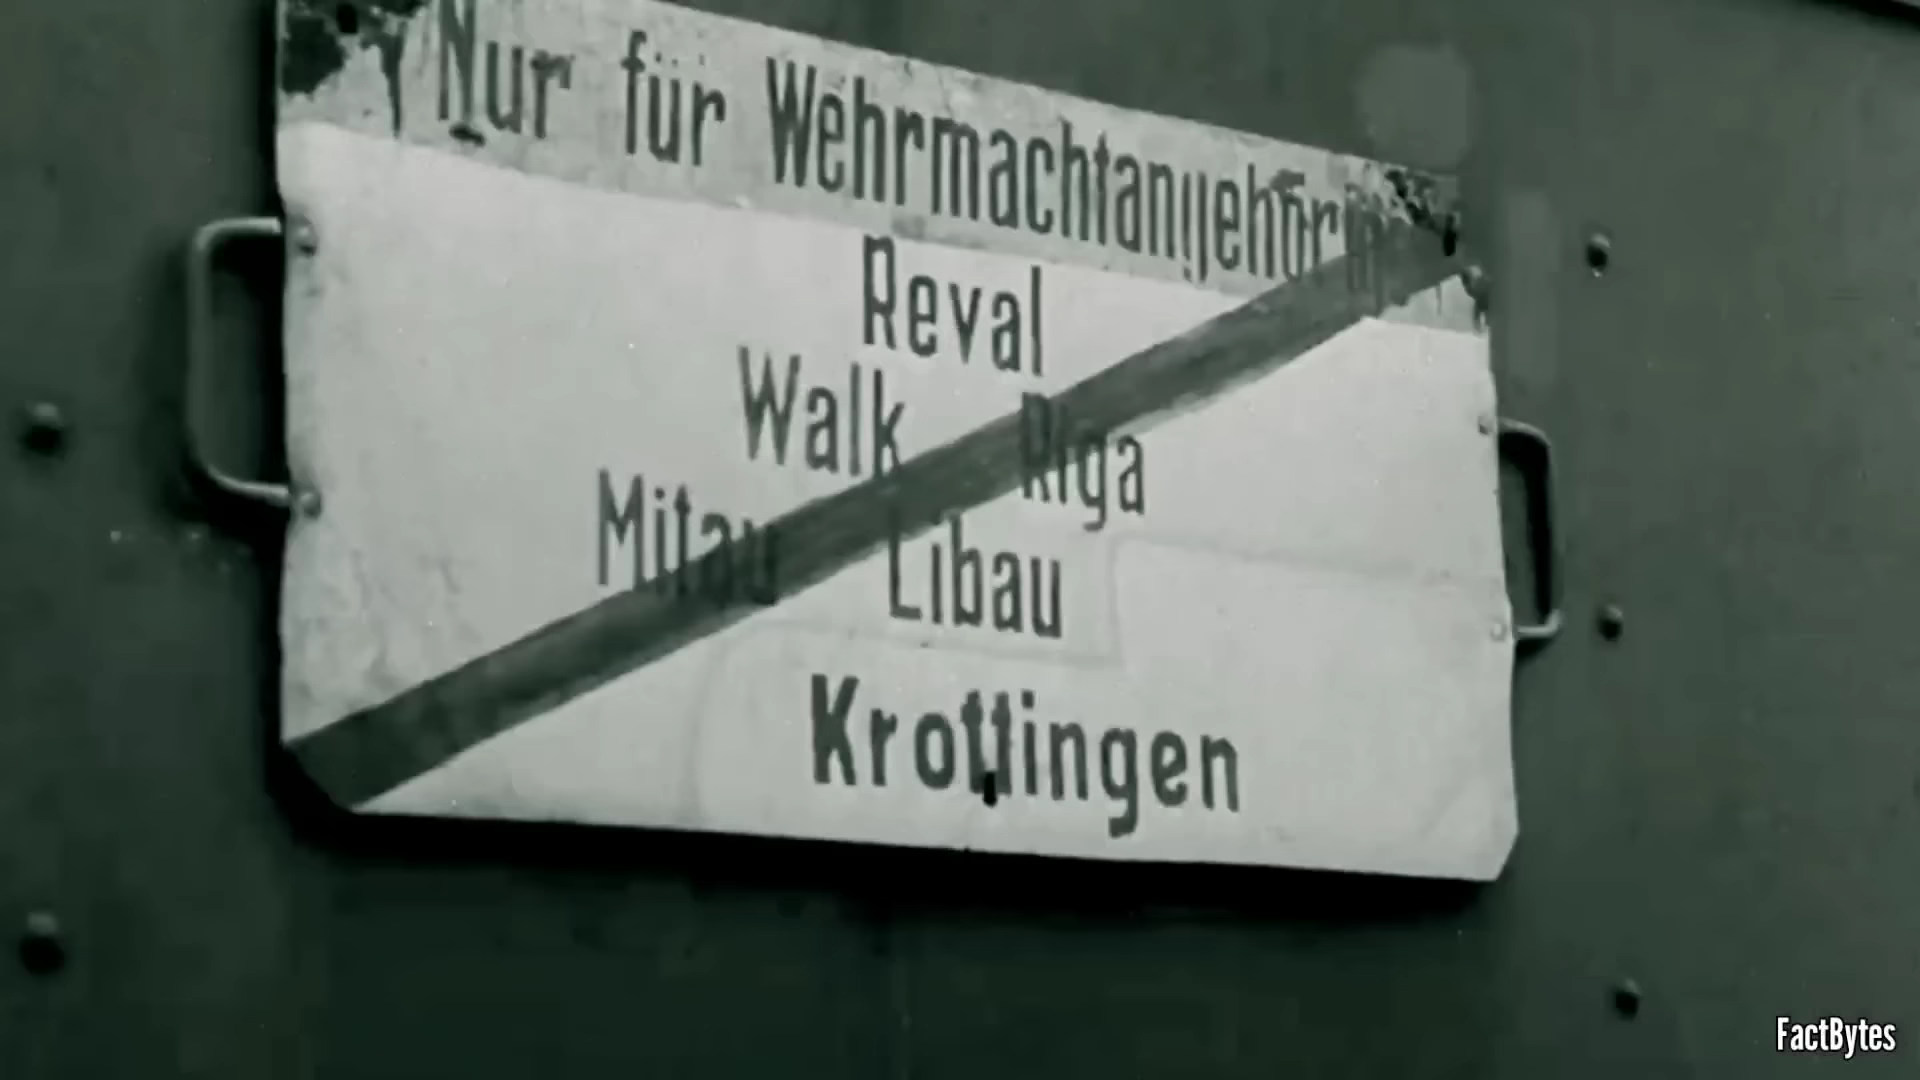 Nur für Wehrmachtangehörige
Reval
Walk Riga
Mitau Libau
Krottingen
FactBytes